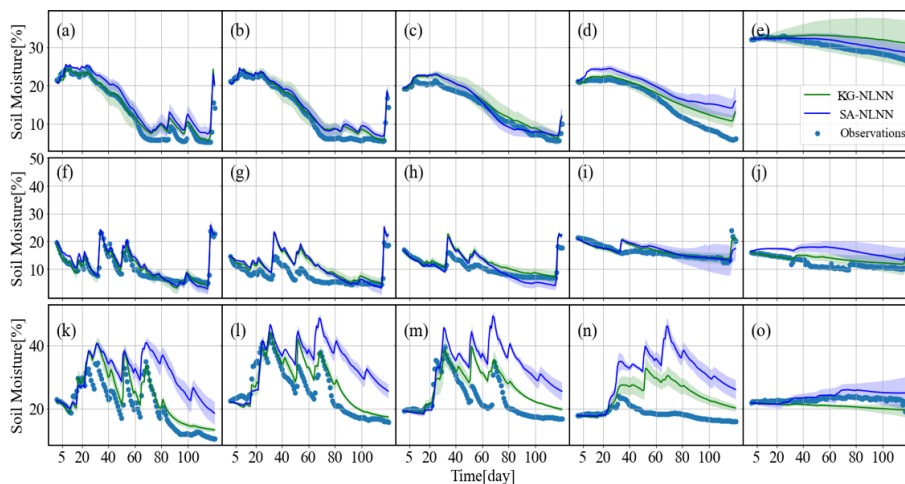 (a) (b) (c) (d) (e)
Soil Moisture[%]
30
20
10
KG-NLNN
SA-NLNN
Observations
50
(f) (g) (h) (i) (j)
Soil Moisture[%]
40
30
20
10
(k) (l) (m) (n) (o)
Soil Moisture[%]
40
20
5 20 40 60 80 100 5 20 40 60 80 100 5 20 40 60 80 100 5 20 40 60 80 100 5 20 40 60 80 100
Time[day]